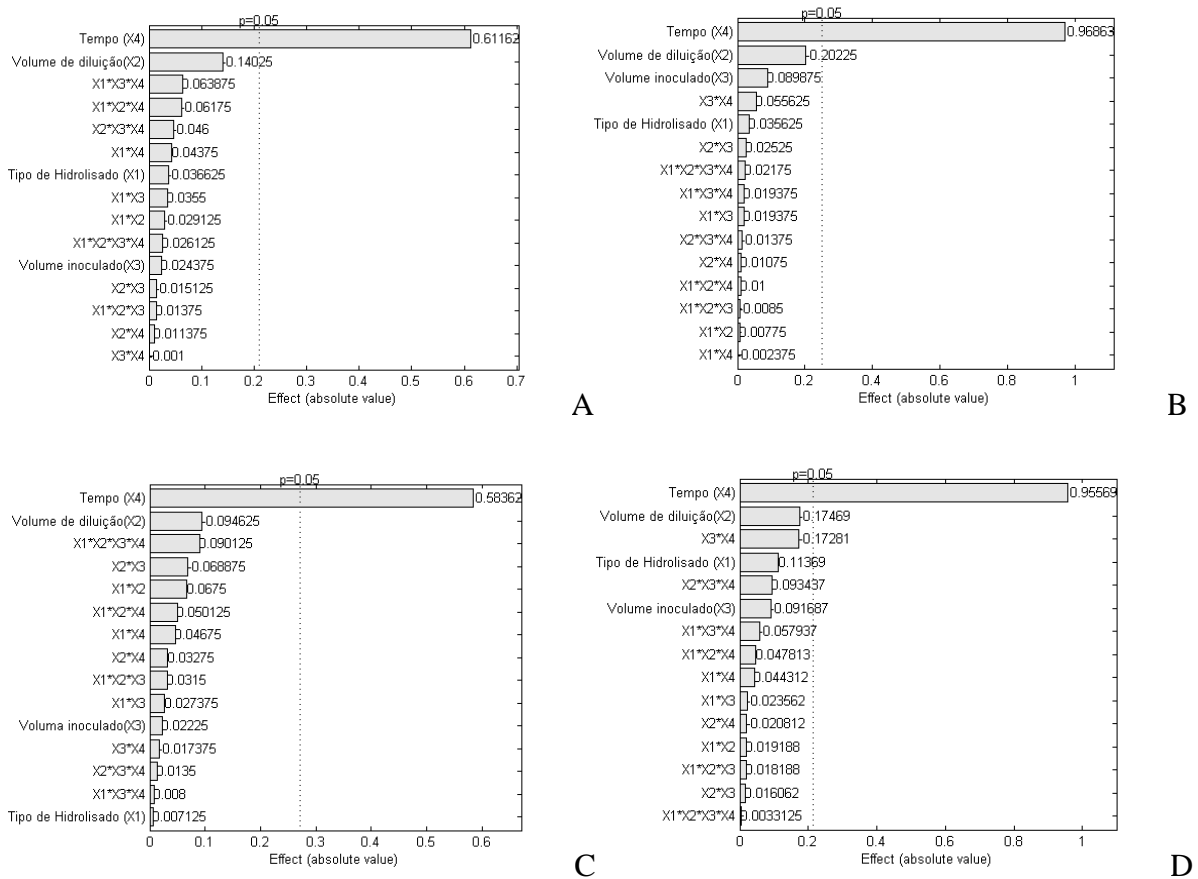 p=0.05
Tempo (X4) 0.61162
Volume de diluição(X2) -0.14025
X1*X3*X4 0.063875
X1*X2*X4 0.06175
X2*X3*X4 -0.046
X1*X4 -0.04375
Tipo de Hidrolisado (X1) -0.036625
X1*X3 0.0355
X1*X2 -0.029125
X1*X2*X3*X4 -0.026125
Volume inoculado(X3) 0.024375
X2*X3 -0.015125
X1*X2*X3 0.01375
X2*X4 -0.011375
X3*X4 -0.001
0 0.1 0.2 0.3 0.4 0.5 0.6 0.7
Effect (absolute value)
A
p=0.05
Tempo (X4) 0.96863
Volume de diluição(X2) -0.20225
Volume inoculado(X3) 0.089875
X3*X4 0.055625
Tipo de Hidrolisado (X1) 0.035625
X2*X3 -0.02525
X1*X2*X3*X4 -0.02175
X1*X3*X4 -0.019375
X1*X3 0.019375
X2*X3*X4 -0.01375
X2*X4 -0.01075
X1*X2*X4 0.01
X1*X2*X3 -0.0085
X1*X2 0.00775
X1*X4 -0.002375
0 0.2 0.4 0.6 0.8 1
Effect (absolute value)
B
p=0.05
Tempo (X4) 0.58362
Volume de diluição(X2) -0.094625
X1*X2*X3*X4 0.090125
X2*X3 -0.068875
X1*X2 0.0675
X1*X2*X4 0.050125
X1*X4 -0.04675
X2*X4 0.03275
X1*X2*X3 0.0315
X1*X3 0.027375
Voluma inoculado(X3) 0.02225
X3*X4 -0.017375
X2*X3*X4 -0.0135
X1*X3*X4 0.008
Tipo de Hidrolisado (X1) 0.007125
0 0.1 0.2 0.3 0.4 0.5 0.6
Effect (absolute value)
C
p=0.05
Tempo (X4) 0.95569
Volume de diluição(X2) -0.17469
X3*X4 -0.17281
Tipo de Hidrolisado (X1) 0.11369
X2*X3*X4 -0.093437
Volume inoculado(X3) 0.091687
X1*X3*X4 -0.057937
X1*X2*X4 0.047813
X1*X4 -0.044312
X1*X3 0.023562
X2*X4 -0.020812
X1*X2 0.019188
X1*X2*X3 0.018188
X2*X3 0.016062
X1*X2*X3*X4 0.0033125
0 0.2 0.4 0.6 0.8 1
Effect (absolute value)
D